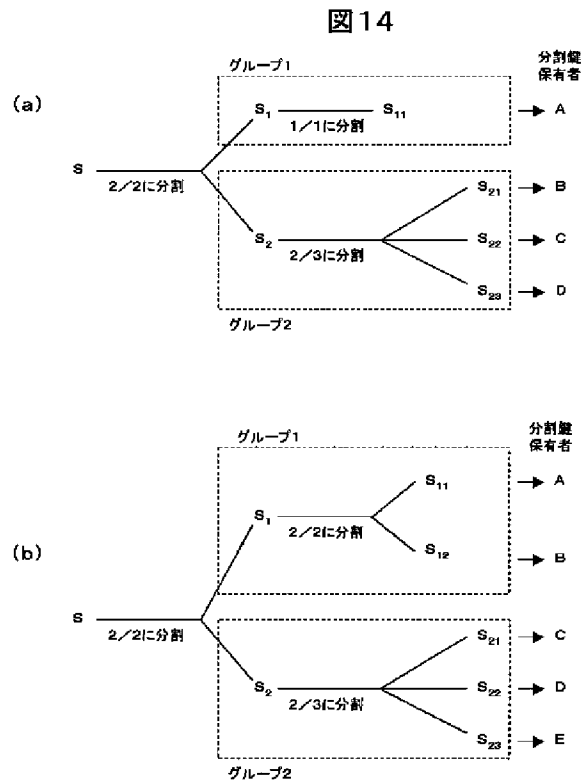 図14
分割鍵
保有者
(a)
グループ1
S₁
1/1に分割
S₁₁
A
S
2/2に分割
S₂
2/3に分割
S₂₁
B
S₂₂
C
S₂₃
D
グループ2
分割鍵
保有者
(b)
グループ1
S₁
2/2に分割
S₁₁
A
S₁₂
B
S
2/2に分割
S₂
2/3に分割
S₂₁
C
S₂₂
D
S₂₃
E
グループ2